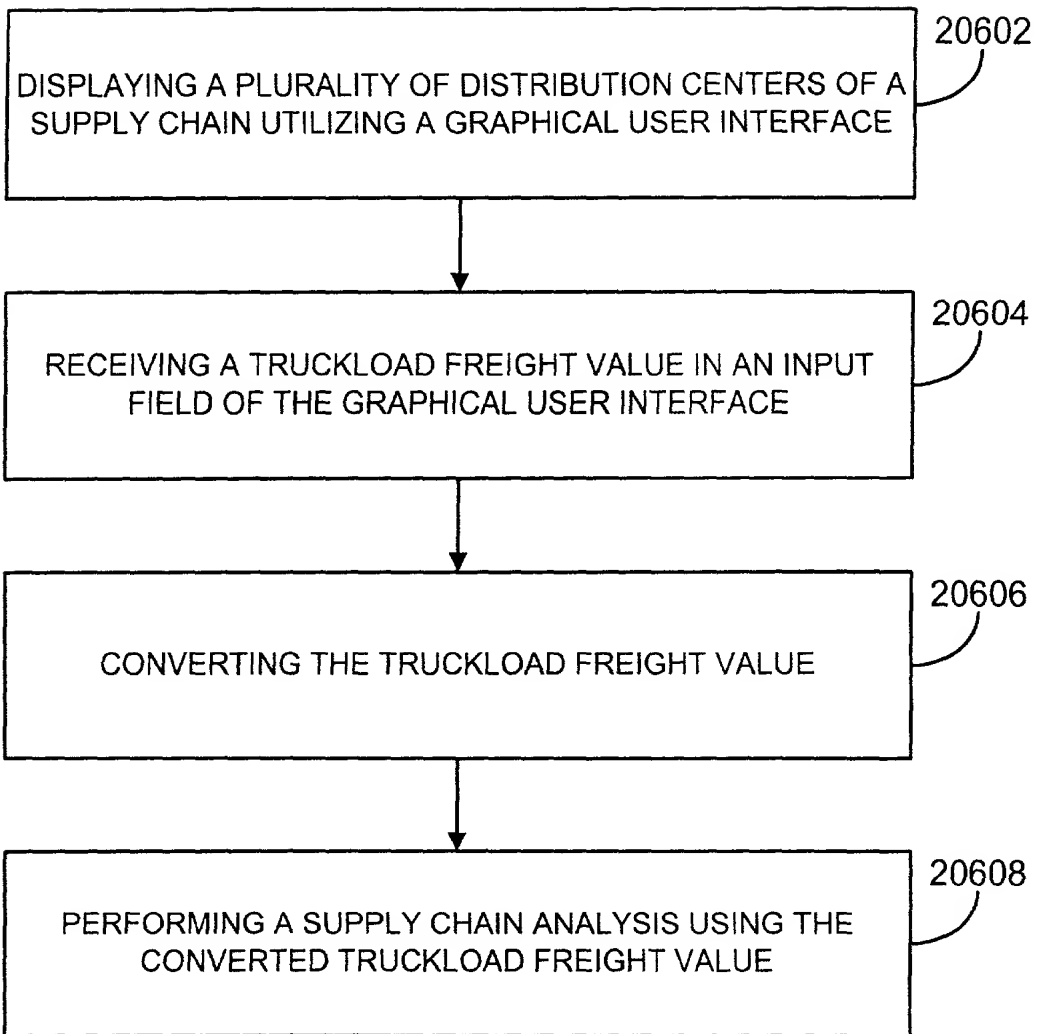 20602
DISPLAYING A PLURALITY OF DISTRIBUTION CENTERS OF A
SUPPLY CHAIN UTILIZING A GRAPHICAL USER INTERFACE
20604
RECEIVING A TRUCKLOAD FREIGHT VALUE IN AN INPUT
FIELD OF THE GRAPHICAL USER INTERFACE
20606
CONVERTING THE TRUCKLOAD FREIGHT VALUE
20608
PERFORMING A SUPPLY CHAIN ANALYSIS USING THE
CONVERTED TRUCKLOAD FREIGHT VALUE